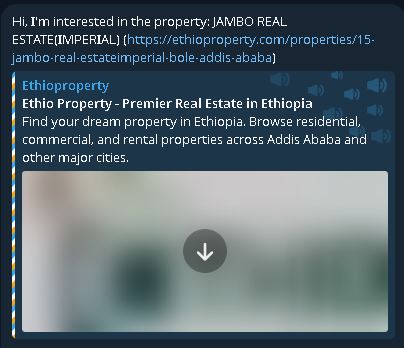 Hi, I'm interested in the property: JAMBO REAL
ESTATE(IMPERIAL) (https://ethioproperty.com/properties/15-
jambo-real-estateimperial-bole-addis-ababa)
Ethioproperty
Ethio Property - Premier Real Estate in Ethiopia
Find your dream property in Ethiopia. Browse residential,
commercial, and rental properties across Addis Ababa and
other major cities.